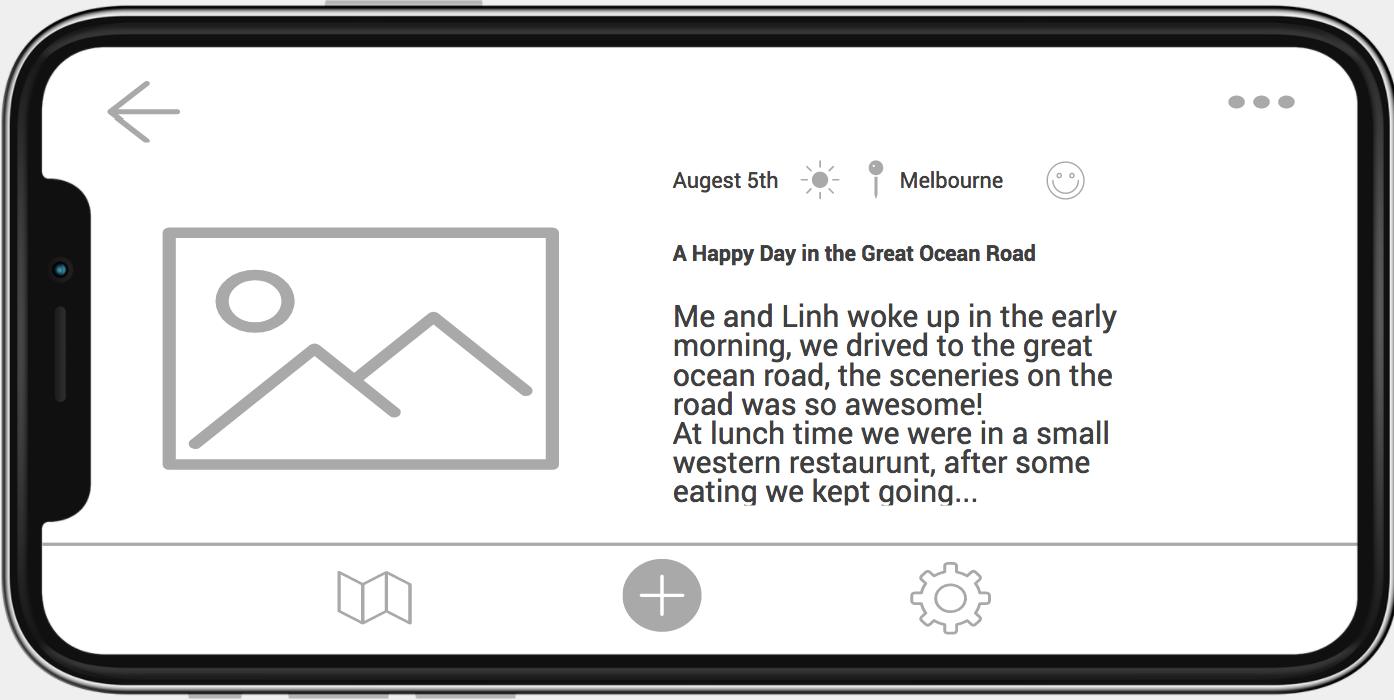 Augest 5th Melbourne
A Happy Day in the Great Ocean Road
Me and Linh woke up in the early
morning, we drived to the great
ocean road, the sceneries on the
road was so awesome!
At lunch time we were in a small
western restaurunt, after some
eating we kept going...